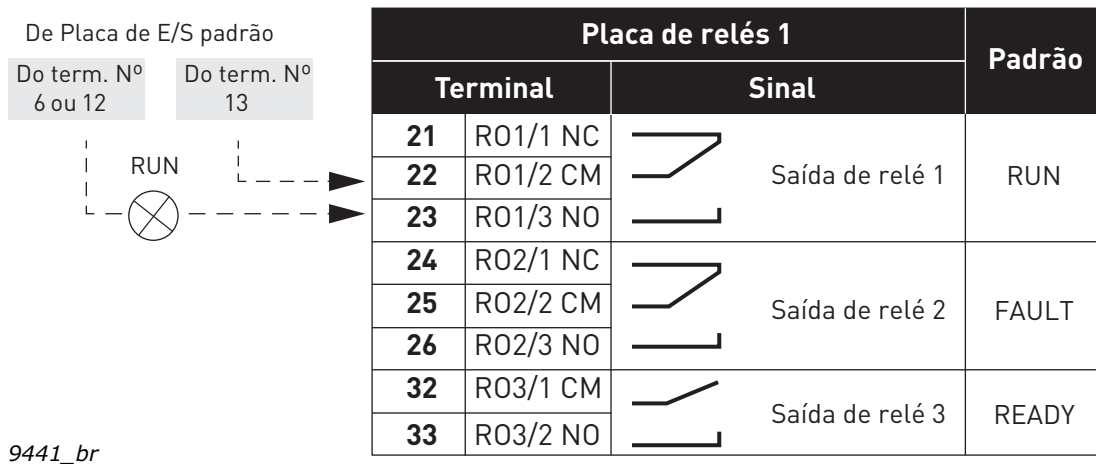 De Placa de E/S padrão
Do term. Nº
6 ou 12
Do term. Nº
13
RUN
Placa de relés 1
Padrão
Terminal
Sinal
21 RO1/1 NC
22 RO1/2 CM
23 RO1/3 NO
Saída de relé 1
RUN
24 RO2/1 NC
25 RO2/2 CM
26 RO2/3 NO
Saída de relé 2
FAULT
32 RO3/1 CM
33 RO3/2 NO
Saída de relé 3
READY
9441_br